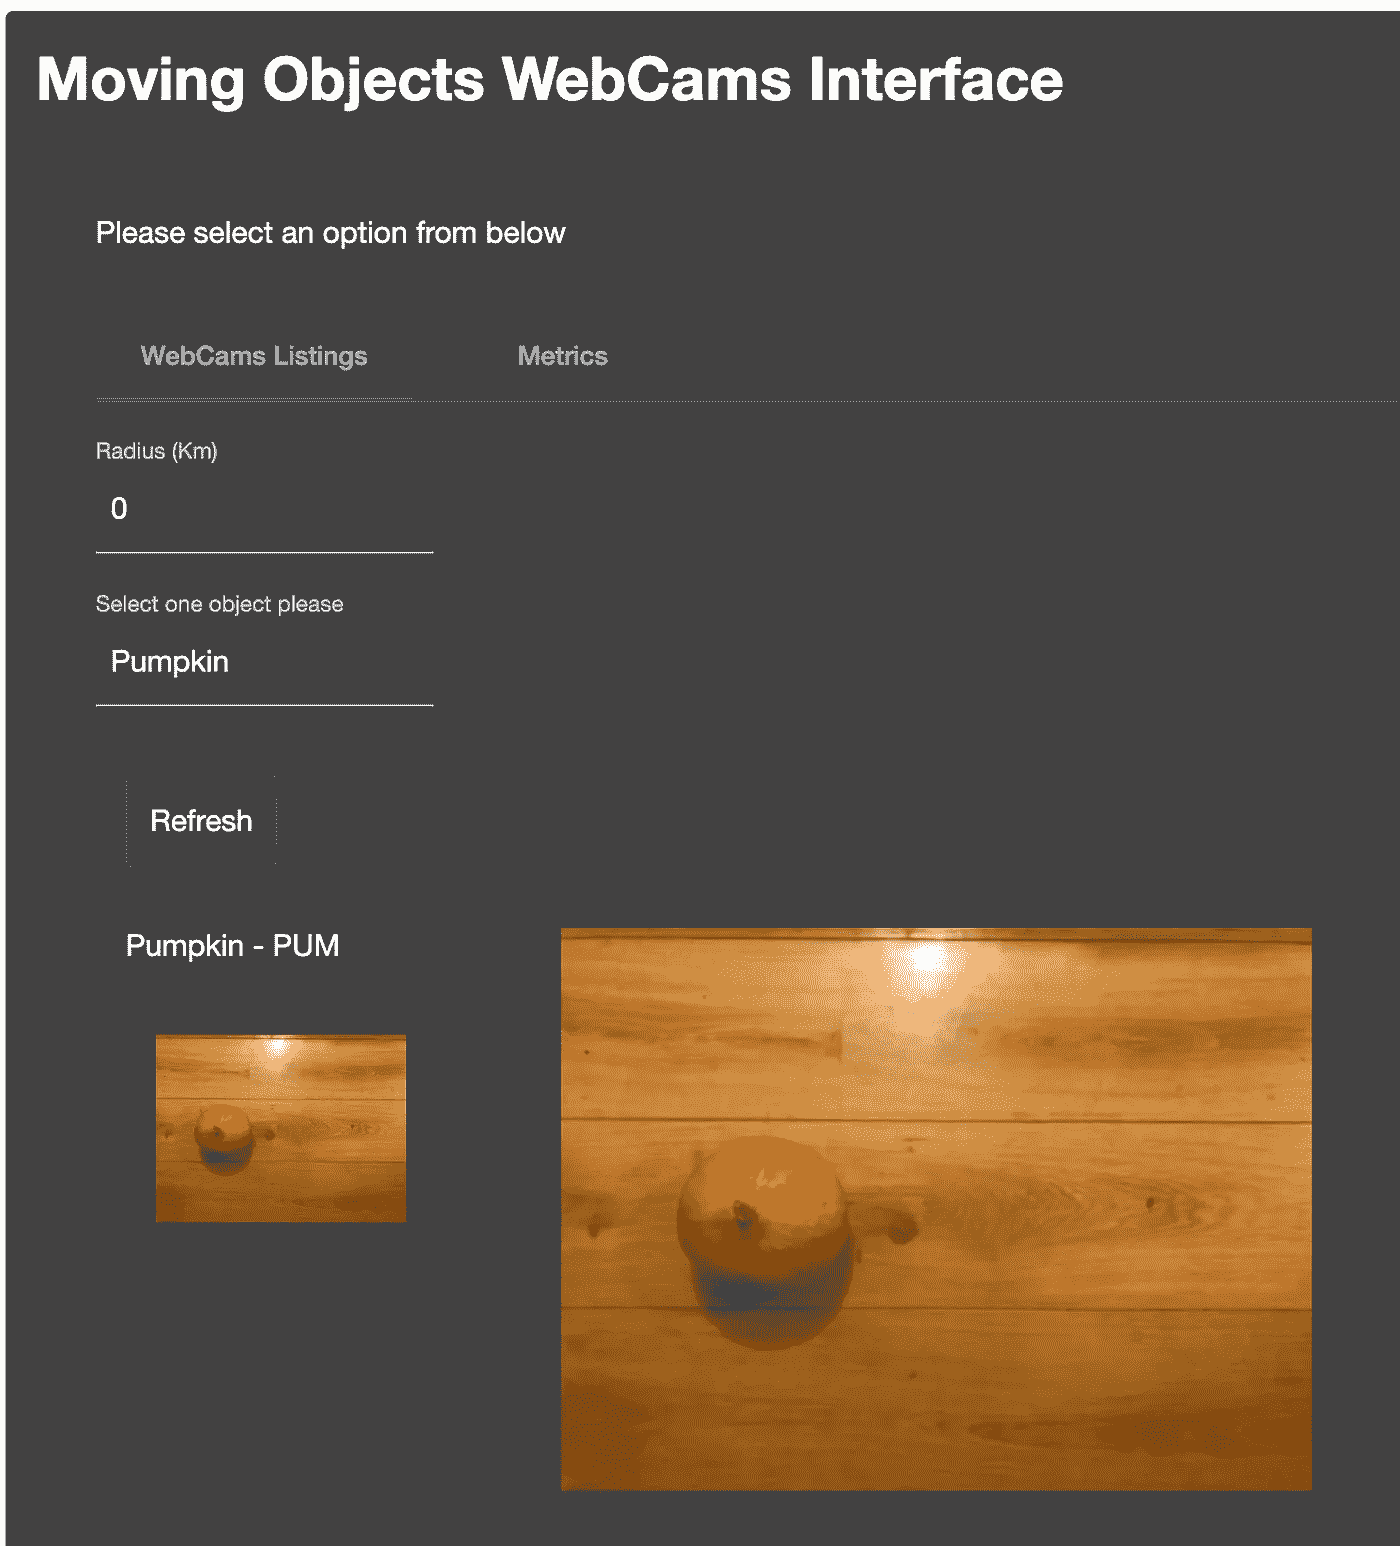 Moving Objects WebCams Interface
Please select an option from below
WebCams Listings Metrics
Radius (Km)
0
Select one object please
Pumpkin
Refresh
Pumpkin - PUM